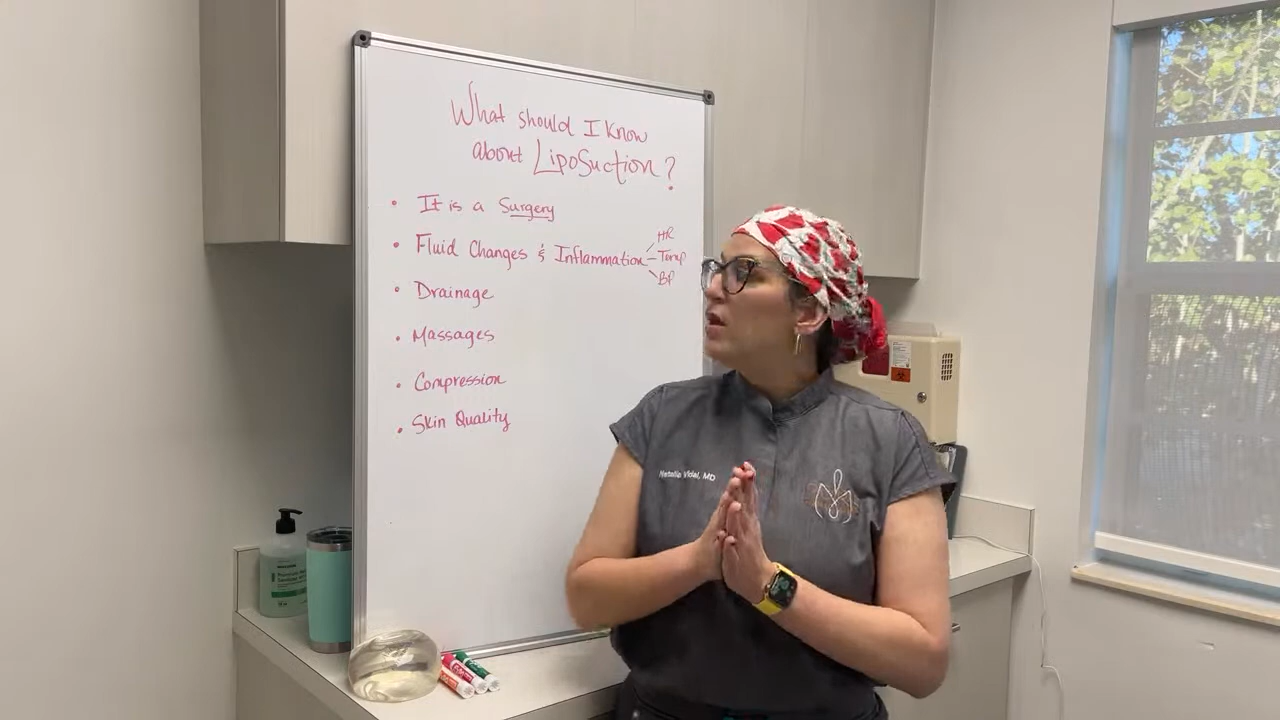 What should I Know
about LipoSuction?
• It is a Surgery
• Fluid Changes & Inflammation
HR
Temp
BP
• Drainage
• Massages
• Compression
• Skin Quality
Vidal, MD